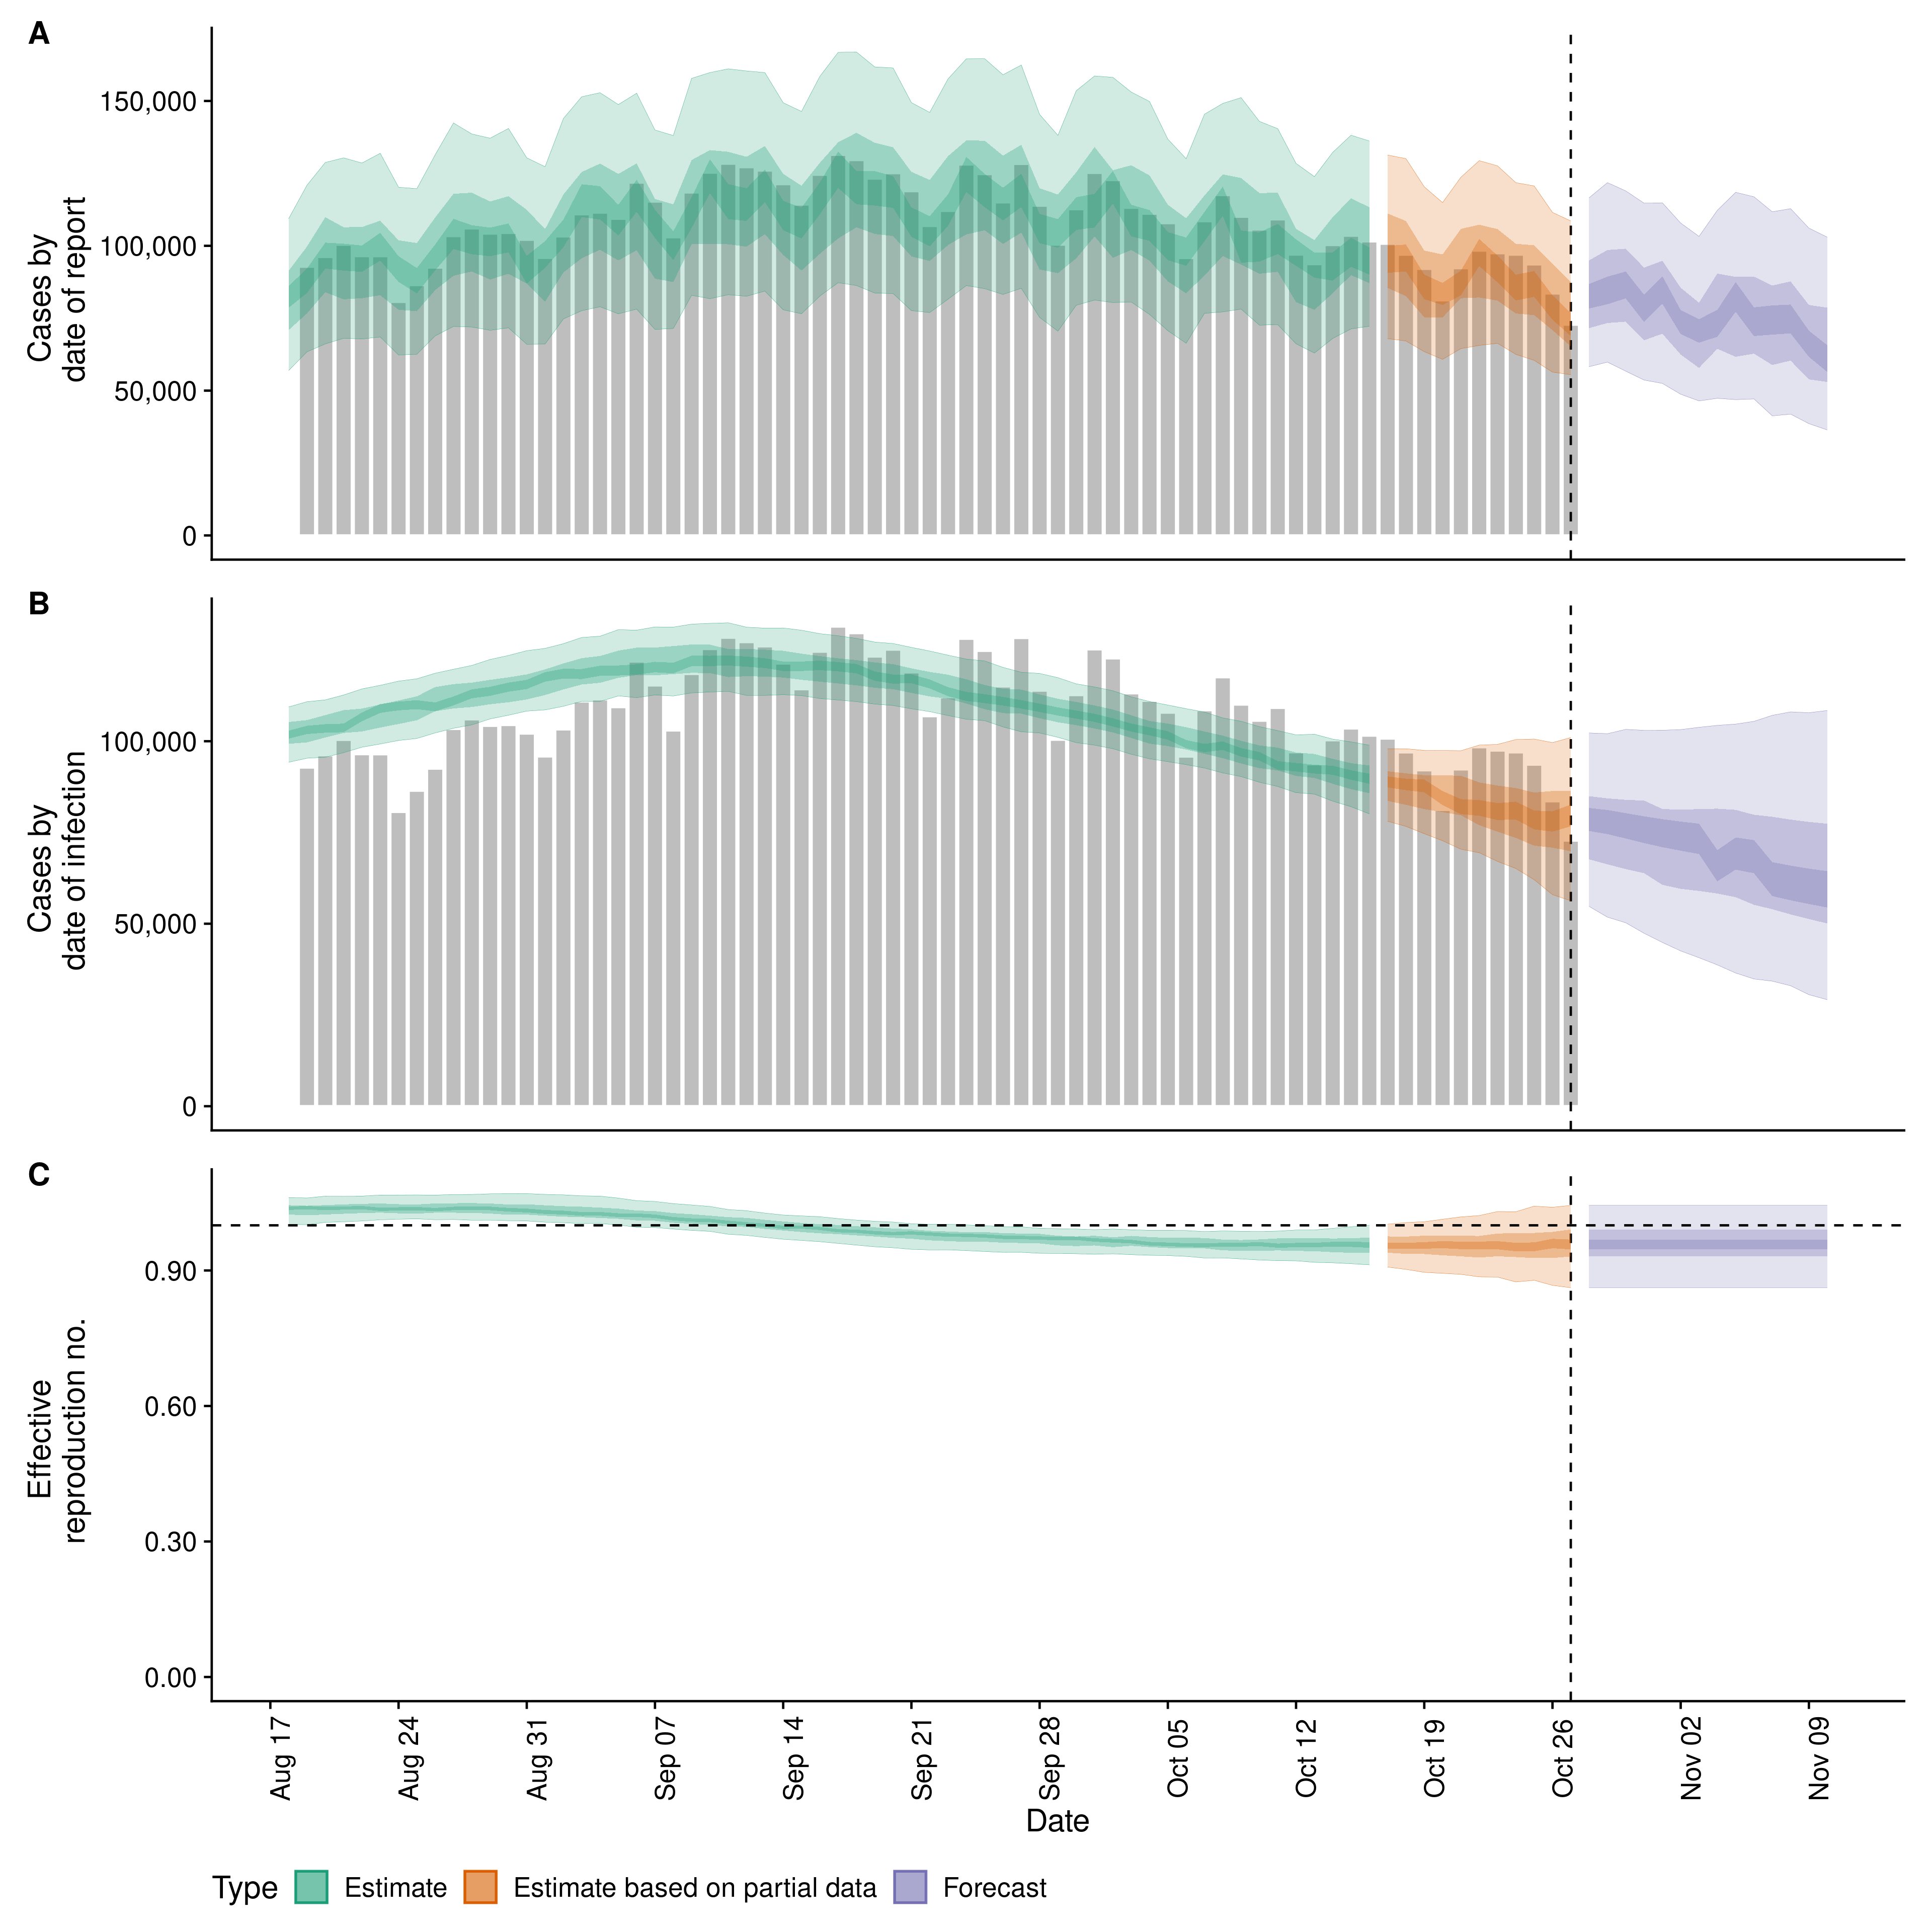 A
Cases by
date of report
150,000
100,000
50,000
0
B
Cases by
date of infection
100,000
50,000
0
C
Effective
reproduction no.
0.90
0.60
0.30
0.00
Aug 17
Aug 24
Aug 31
Sep 07
Sep 14
Sep 21
Sep 28
Oct 05
Oct 12
Oct 19
Oct 26
Nov 02
Nov 09
Date
Type Estimate Estimate based on partial data Forecast